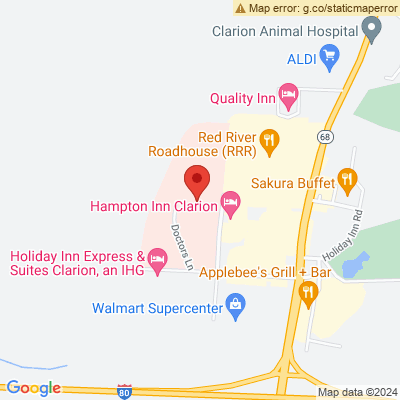 Map error: g.co/staticmaperror
Clarion Animal Hospital
ALDI
Quality Inn
68
Red River
Roadhouse (RRR)
Sakura Buffet
Hampton Inn Clarion
Holiday Inn Rd
Doctors Ln
Holiday Inn Express &
Suites Clarion, an IHG
Applebee's Grill + Bar
Walmart Supercenter
Google
80
Map data ©2024